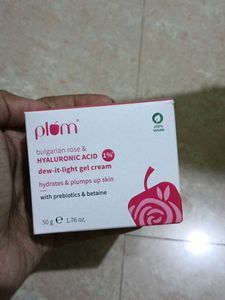 plum
100%
VEGAN
bulgarian rose &
HYALURONIC ACID 1%
dew-it-light gel cream
hydrates & plumps up skin
with prebiotics & betaine
50 g e 1.76 oz.